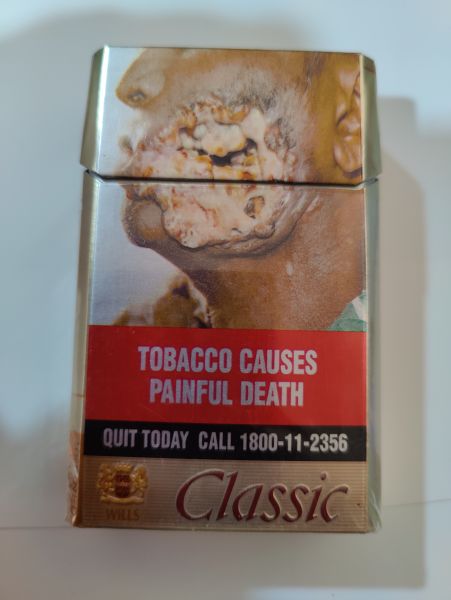 TOBACCO CAUSES
PAINFUL DEATH
QUIT TODAY CALL 1800-11-2356
WILLS
Classic